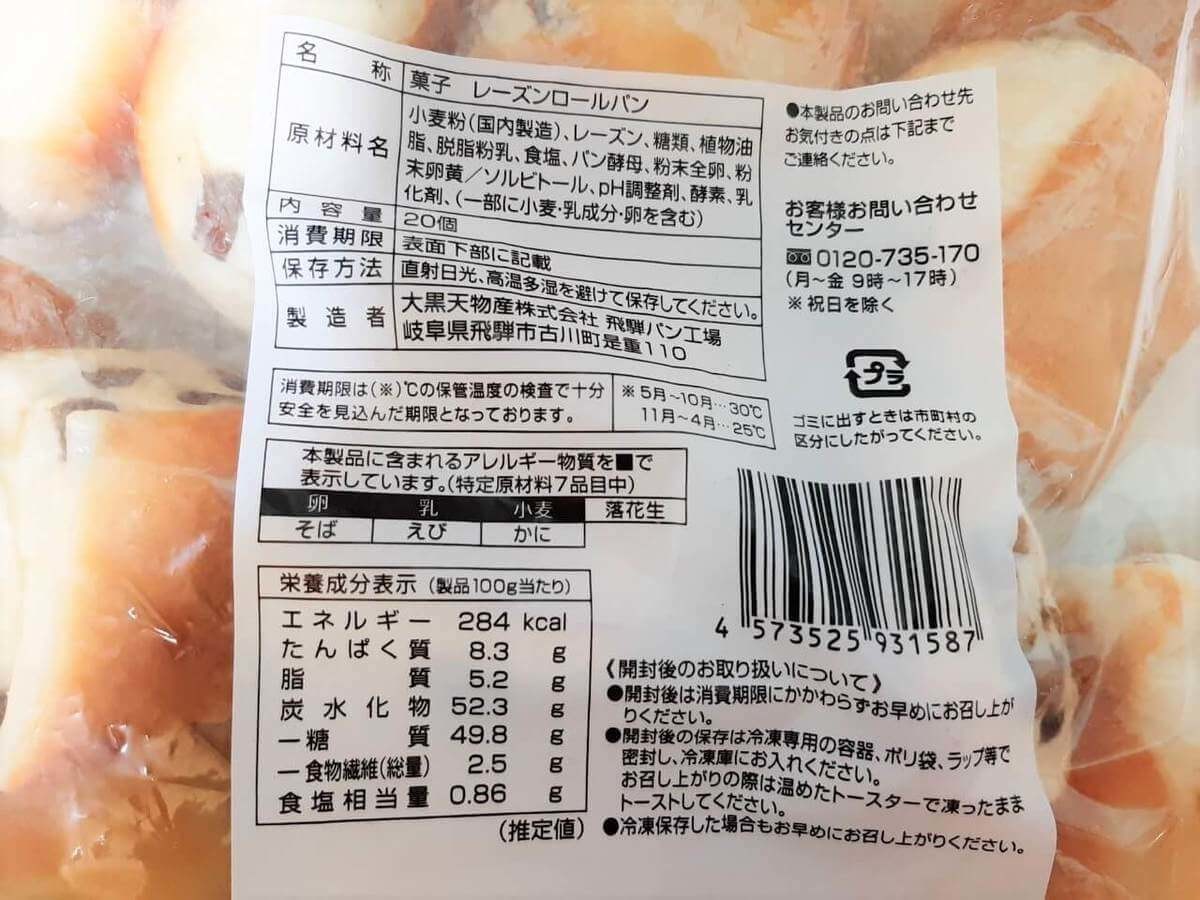 名称 菓子 レーズンロールパン
原材料名 小麦粉(国内製造)、レーズン、糖類、植物油
脂、脱脂粉乳、食塩、パン酵母、粉末全卵、粉
末卵黄／ソルビトール、pH調整剤、酵素、乳
化剤、(一部に小麦・乳成分・卵を含む)
内容量 20個
消費期限 表面下部に記載
保存方法 直射日光、高温多湿を避けて保存してください。
製造者 大黒天物産株式会社 飛騨パン工場
岐阜県飛騨市古川町是重110
消費期限は(※)℃の保管温度の検査で十分
安全を見込んだ期限となっております。
※5月～10月…30℃
11月～4月…25℃
本製品に含まれるアレルギー物質を■で
表示しています。(特定原材料7品目中)
卵 乳 小麦 落花生
そば えび かに
栄養成分表示(製品100g当たり)
エネルギー 284 kcal
たんぱく質 8.3 g
脂質 5.2 g
炭水化物 52.3 g
－糖質 49.8 g
－食物繊維(総量) 2.5 g
食塩相当量 0.86 g
(推定値)
●本製品のお問い合わせ先
お気付きの点は下記まで
ご連絡ください。
お客様お問い合わせ
センター
0120-735-170
(月～金 9時～17時)
※祝日を除く
プラ
ゴミに出すときは市町村の
区分にしたがってください。
4 573525 931587
《開封後のお取り扱いについて》
●開封後は消費期限にかかわらずお早めにお召し上が
りください。
●開封後の保存は冷凍専用の容器、ポリ袋、ラップ等で
密封し、冷凍庫にお入れください。
お召し上がりの際は温めたトースターで凍ったまま
トーストしてください。
●冷凍保存した場合もお早めにお召し上がりください。